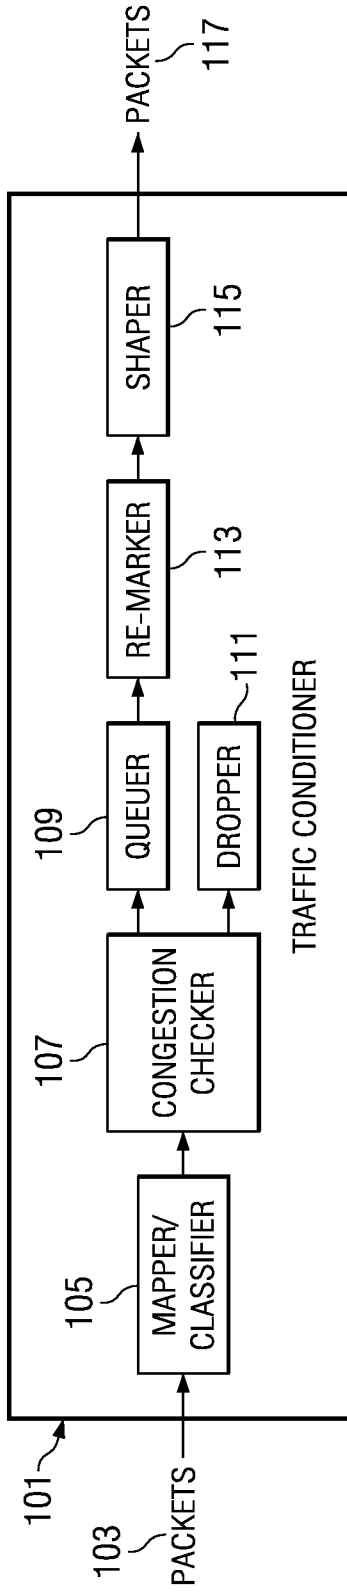 101
103
PACKETS
105
MAPPER/
CLASSIFIER
107
CONGESTION
CHECKER
109
QUEUER
DROPPER
111
RE-MARKER
113
SHAPER
115
PACKETS
117
TRAFFIC CONDITIONER